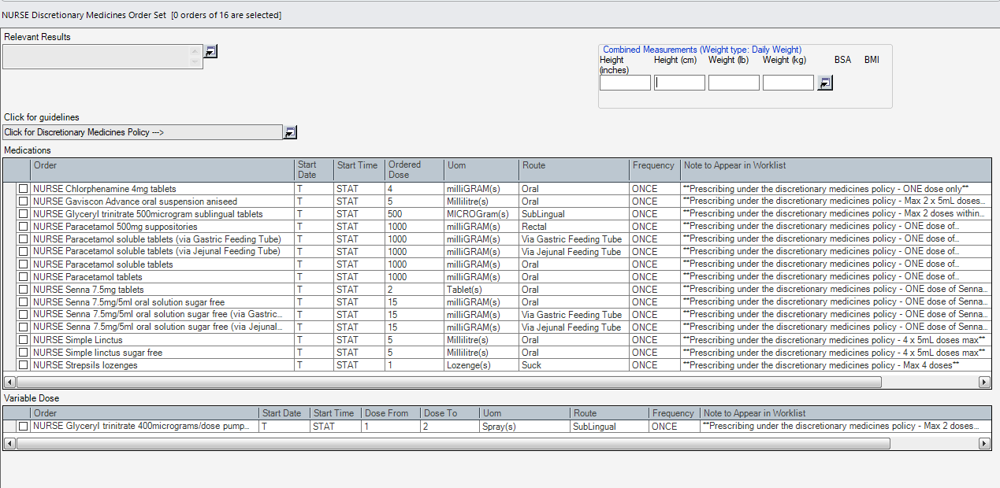 NURSE Discretionary Medicines Order Set [0 orders of 16 are selected]
Relevant Results
Combined Measurements (Weight type: Daily Weight)
Height (inches) Height (cm) Weight (lb) Weight (kg) BSA BMI
Click for guidelines
Click for Discretionary Medicines Policy --->
Medications
Order Start Date Start Time Ordered Dose Uom Route Frequency Note to Appear in Worklist
NURSE Chlorphenamine 4mg tablets T STAT 4 milliGRAM(s) Oral ONCE **Prescribing under the discretionary medicines policy - ONE dose only**
NURSE Gaviscon Advance oral suspension aniseed T STAT 5 Millilitre(s) Oral ONCE **Prescribing under the discretionary medicines policy - Max 2 x 5mL doses...
NURSE Glyceryl trinitrate 500microgram sublingual tablets T STAT 500 MICROGram(s) SubLingual ONCE **Prescribing under the discretionary medicines policy - Max 2 doses within...
NURSE Paracetamol 500mg suppositories T STAT 1000 milliGRAM(s) Rectal ONCE **Prescribing under the discretionary medicines policy - ONE dose of...
NURSE Paracetamol soluble tablets (via Gastric Feeding Tube) T STAT 1000 milliGRAM(s) Via Gastric Feeding Tube ONCE **Prescribing under the discretionary medicines policy - ONE dose of...
NURSE Paracetamol soluble tablets (via Jejunal Feeding Tube) T STAT 1000 milliGRAM(s) Via Jejunal Feeding Tube ONCE **Prescribing under the discretionary medicines policy - ONE dose of...
NURSE Paracetamol soluble tablets T STAT 1000 milliGRAM(s) Oral ONCE **Prescribing under the discretionary medicines policy - ONE dose of...
NURSE Paracetamol tablets T STAT 1000 milliGRAM(s) Oral ONCE **Prescribing under the discretionary medicines policy - ONE dose of...
NURSE Senna 7.5mg tablets T STAT 2 Tablet(s) Oral ONCE **Prescribing under the discretionary medicines policy - ONE dose of Senna...
NURSE Senna 7.5mg/5ml oral solution sugar free T STAT 15 milliGRAM(s) Oral ONCE **Prescribing under the discretionary medicines policy - ONE dose of Senna...
NURSE Senna 7.5mg/5ml oral solution sugar free (via Gastric... T STAT 15 milliGRAM(s) Via Gastric Feeding Tube ONCE **Prescribing under the discretionary medicines policy - ONE dose of Senna...
NURSE Senna 7.5mg/5ml oral solution sugar free (via Jejunal... T STAT 15 milliGRAM(s) Via Jejunal Feeding Tube ONCE **Prescribing under the discretionary medicines policy - ONE dose of Senna...
NURSE Simple Linctus T STAT 5 Millilitre(s) Oral ONCE **Prescribing under the discretionary medicines policy - 4 x 5mL doses max**
NURSE Simple linctus sugar free T STAT 5 Millilitre(s) Oral ONCE **Prescribing under the discretionary medicines policy - 4 x 5mL doses max**
NURSE Strepsils lozenges T STAT 1 Lozenge(s) Suck ONCE **Prescribing under the discretionary medicines policy - Max 4 doses**
Variable Dose
Order Start Date Start Time Dose From Dose To Uom Route Frequency Note to Appear in Worklist
NURSE Glyceryl trinitrate 400micrograms/dose pump... T STAT 1 2 Spray(s) SubLingual ONCE **Prescribing under the discretionary medicines policy - Max 2 doses...